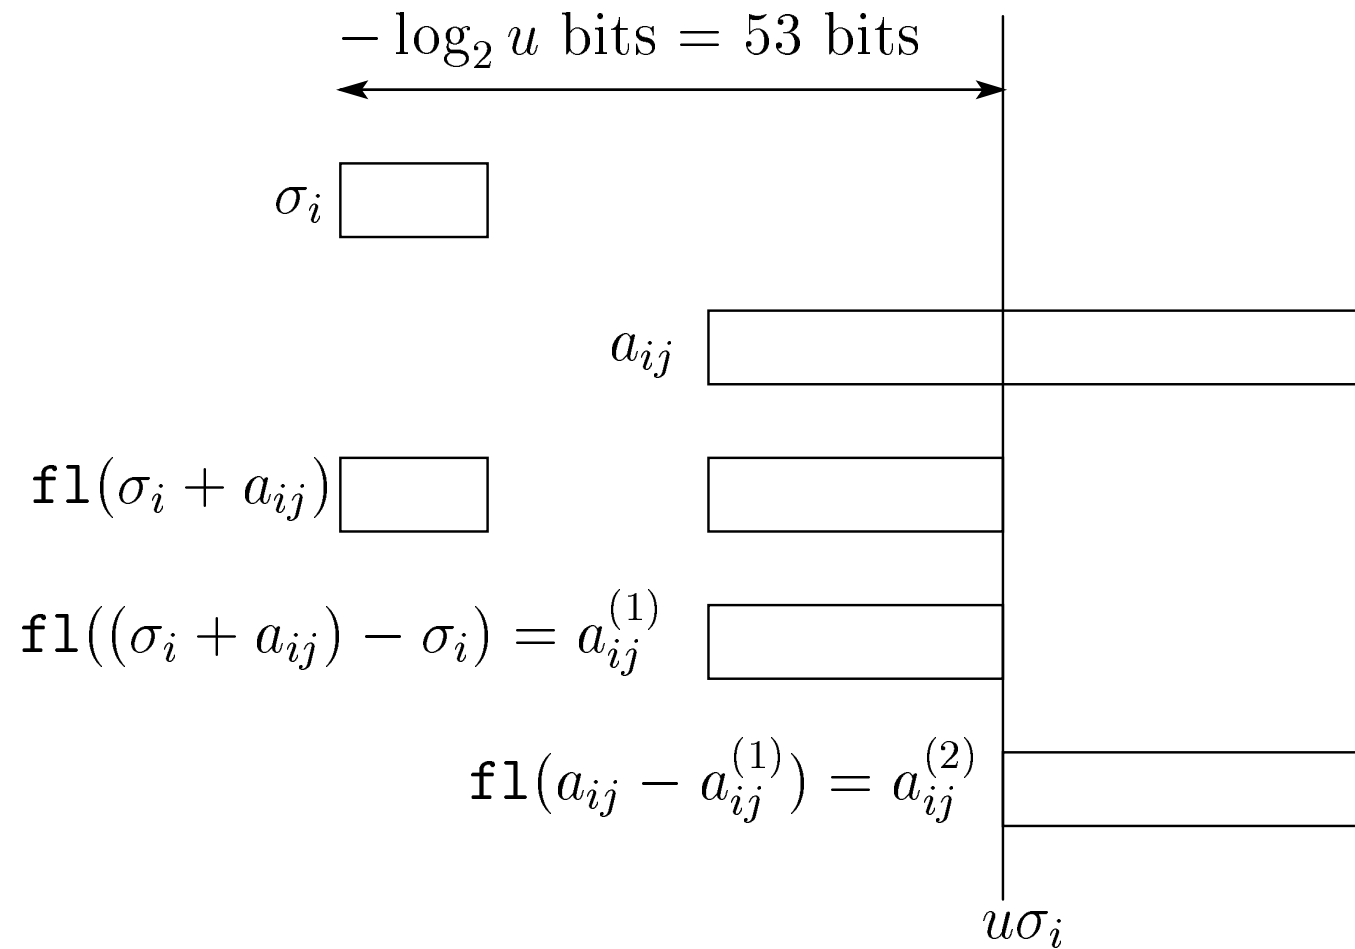 − log₂ u bits = 53 bits
σᵢ
aᵢⱼ
fl(σᵢ + aᵢⱼ)
fl((σᵢ + aᵢⱼ) − σᵢ) = aᵢⱼ⁽¹⁾
fl(aᵢⱼ − aᵢⱼ⁽¹⁾) = aᵢⱼ⁽²⁾
uσᵢ